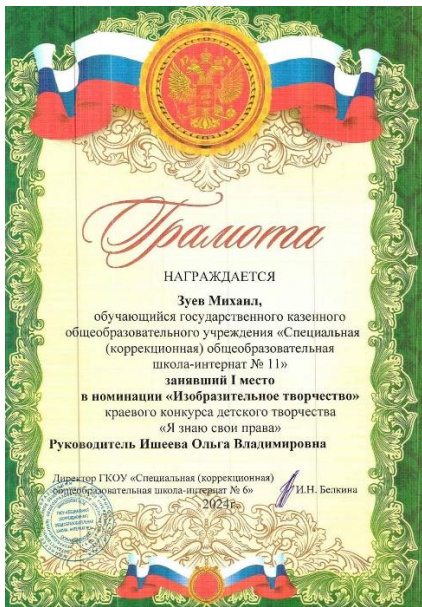 Грамота
НАГРАЖДАЕТСЯ
Зуев Михаил,
обучающийся государственного казенного
общеобразовательного учреждения «Специальная
(коррекционная) общеобразовательная
школа-интернат № 11»
занявший I место
в номинации «Изобразительное творчество»
краевого конкурса детского творчества
«Я знаю свои права»
Руководитель Ишеева Ольга Владимировна
Директор ГКОУ «Специальная (коррекционная)
общеобразовательная школа-интернат № 6» И.Н. Белкина
2024г.